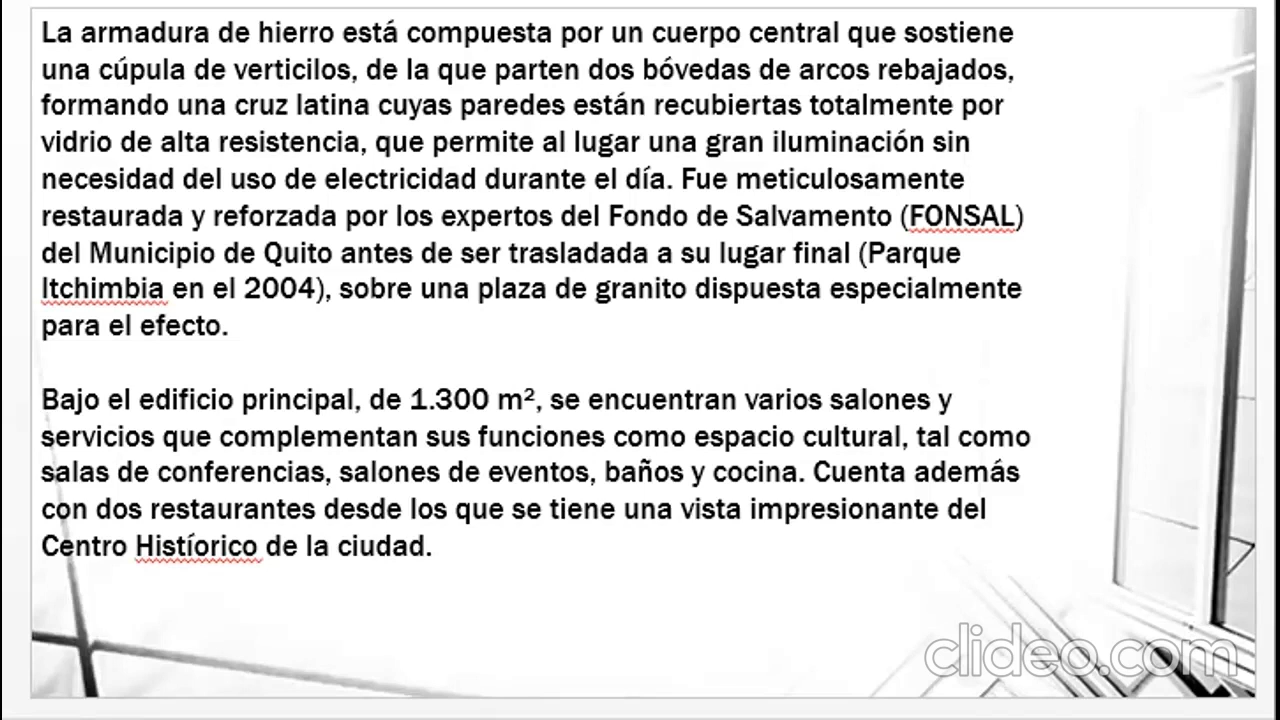 La armadura de hierro está compuesta por un cuerpo central que sostiene
una cúpula de verticilos, de la que parten dos bóvedas de arcos rebajados,
formando una cruz latina cuyas paredes están recubiertas totalmente por
vidrio de alta resistencia, que permite al lugar una gran iluminación sin
necesidad del uso de electricidad durante el día. Fue meticulosamente
restaurada y reforzada por los expertos del Fondo de Salvamento (FONSAL)
del Municipio de Quito antes de ser trasladada a su lugar final (Parque
Itchimbia en el 2004), sobre una plaza de granito dispuesta especialmente
para el efecto.
Bajo el edificio principal, de 1.300 m², se encuentran varios salones y
servicios que complementan sus funciones como espacio cultural, tal como
salas de conferencias, salones de eventos, baños y cocina. Cuenta además
con dos restaurantes desde los que se tiene una vista impresionante del
Centro Histíorico de la ciudad.
clideo.com